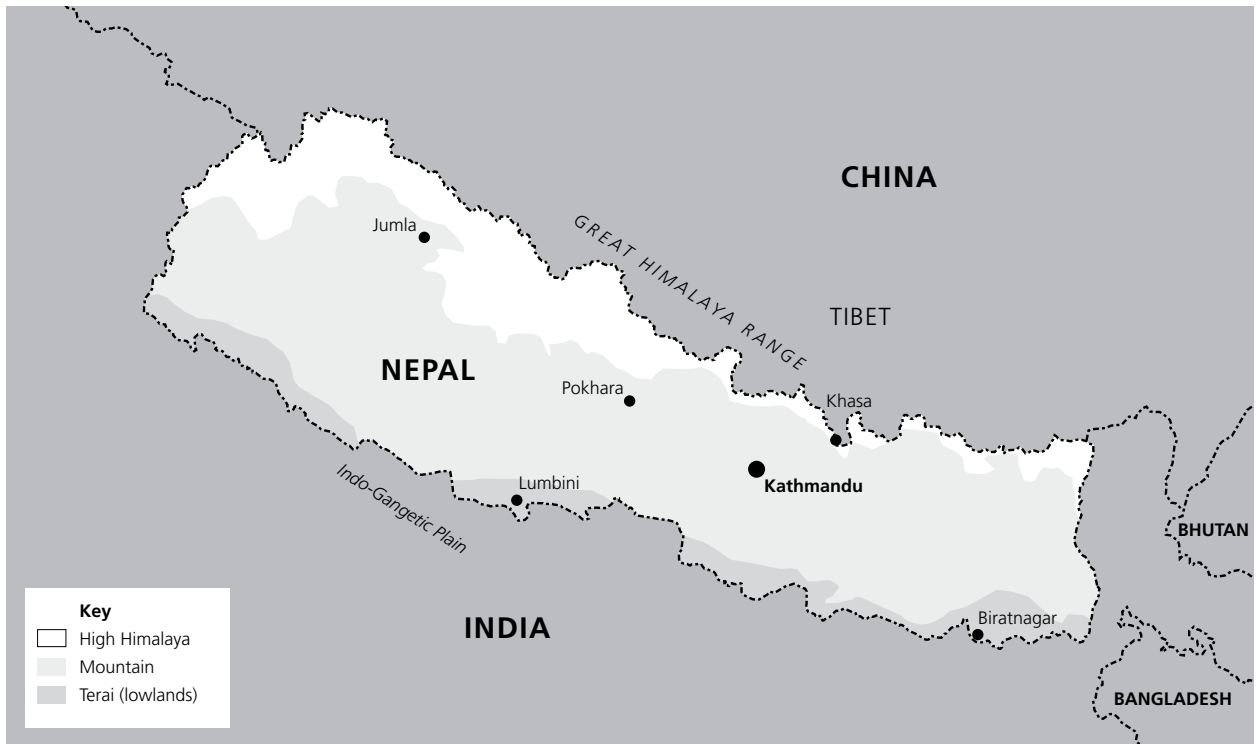 CHINA
Jumla
GREAT HIMALAYA RANGE
TIBET
NEPAL
Pokhara
Khasa
Indo-Gangetic Plain
Lumbini
Kathmandu
BHUTAN
Key
High Himalaya
Mountain
Terai (lowlands)
INDIA
Biratnagar
BANGLADESH